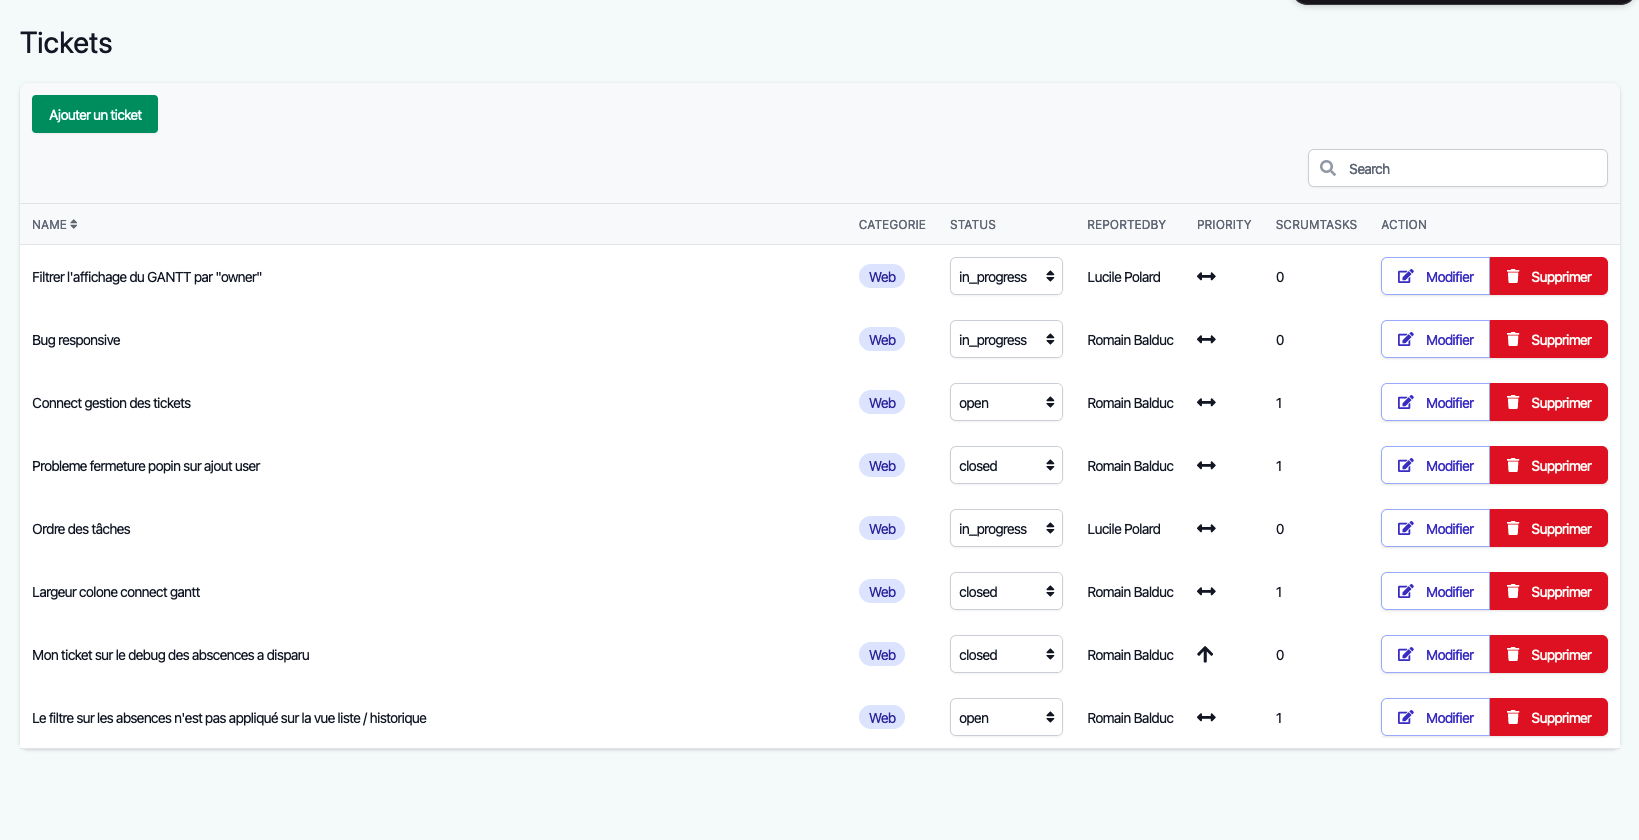 Tickets
Ajouter un ticket
Search
NAME CATEGORIE STATUS REPORTEDBY PRIORITY SCRUMTASKS ACTION
Filtrer l'affichage du GANTT par "owner" Web in_progress Lucile Polard 0 Modifier Supprimer
Bug responsive Web in_progress Romain Balduc 0 Modifier Supprimer
Connect gestion des tickets Web open Romain Balduc 1 Modifier Supprimer
Probleme fermeture popin sur ajout user Web closed Romain Balduc 1 Modifier Supprimer
Ordre des tâches Web in_progress Lucile Polard 0 Modifier Supprimer
Largeur colone connect gantt Web closed Romain Balduc 1 Modifier Supprimer
Mon ticket sur le debug des abscences a disparu Web closed Romain Balduc 0 Modifier Supprimer
Le filtre sur les absences n'est pas appliqué sur la vue liste / historique Web open Romain Balduc 1 Modifier Supprimer